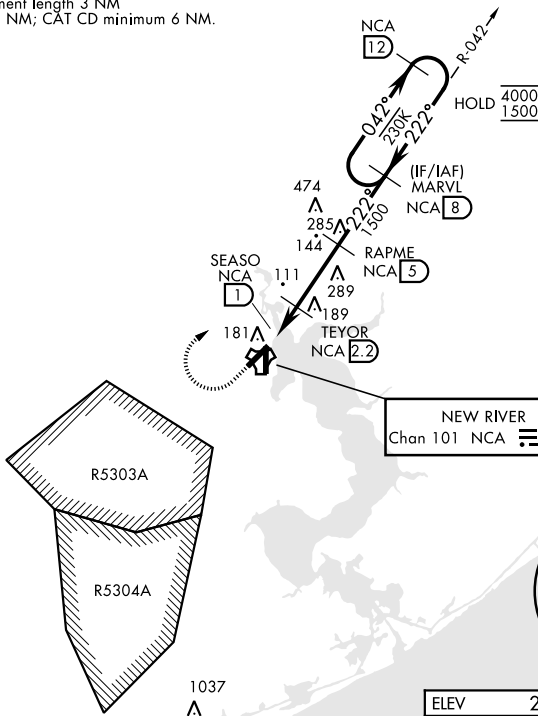 ment length 3 NM
NM; CAT CD minimum 6 NM.
NCA
12
R-042
HOLD 4000
1500
042°
230K
222°
(IF/IAF)
MARVL
NCA 8
474
222°
1500
285
144
RAPME
NCA 5
SEASO
NCA
1
111
289
189
181
TEYOR
NCA 2.2
NEW RIVER
Chan 101 NCA
R5303A
R5304A
1037
ELEV 2